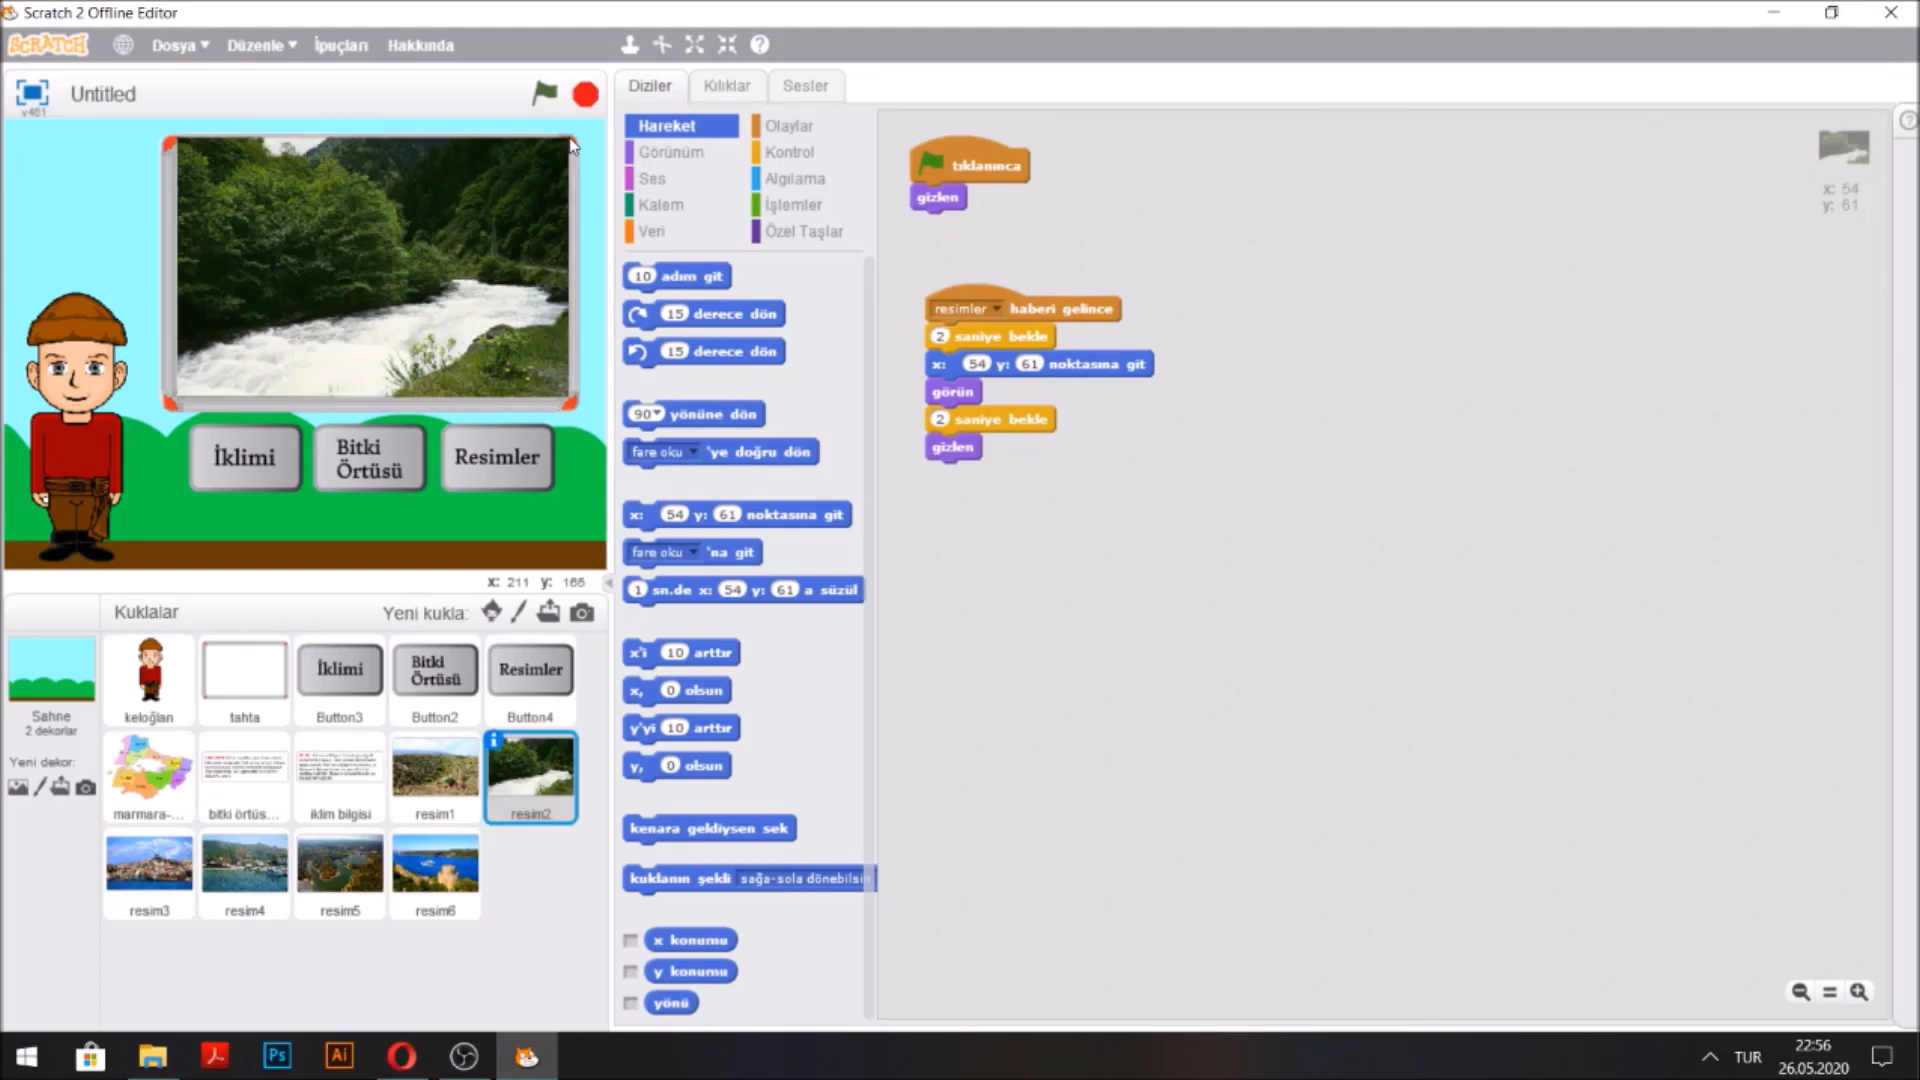 Scratch 2 Offline Editor
SCRATCH Dosya Düzenle İpuçları Hakkında
v461 Untitled
Diziler Kılıklar Sesler
Hareket Olaylar
Görünüm Kontrol
Ses Algılama
Kalem İşlemler
Veri Özel Taşlar
10 adım git
15 derece dön
15 derece dön
90 yönüne dön
fare oku 'ye doğru dön
x: 54 y: 61 noktasına git
fare oku 'na git
1 sn.de x: 54 y: 61 a süzül
x'i 10 arttır
x, 0 olsun
y'yi 10 arttır
y, 0 olsun
kenara geldiysen sek
kuklanın şekli sağa-sola dönebilsin
x konumu
y konumu
yönü
tıklanınca
gizlen
resimler haberi gelince
2 saniye bekle
x: 54 y: 61 noktasına git
görün
2 saniye bekle
gizlen
x: 54
y: 61
İklimi
Bitki
Örtüsü
Resimler
x: 211 y: 165
Kuklalar Yeni kukla:
Sahne
2 dekorlar
Yeni dekor:
İklimi
Bitki
Örtüsü
Resimler
keloğlan tahta Button3 Button2 Button4
marmara-... bitki örtüs... iklim bilgisi resim1 resim2
resim3 resim4 resim5 resim6
Ps Ai
TUR
22:56
26.05.2020